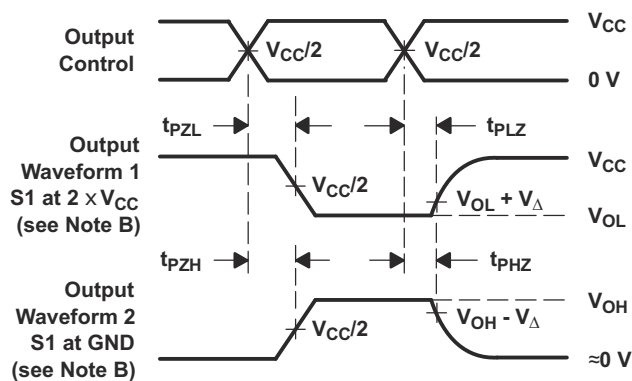 Output
Control
V_CC/2
V_CC/2
V_CC
0 V
t_PZL
t_PLZ
Output
Waveform 1
S1 at 2 x V_CC
(see Note B)
V_CC/2
V_CC
V_OL + V_Δ
V_OL
t_PZH
t_PHZ
Output
Waveform 2
S1 at GND
(see Note B)
V_CC/2
V_OH
V_OH - V_Δ
≈0 V